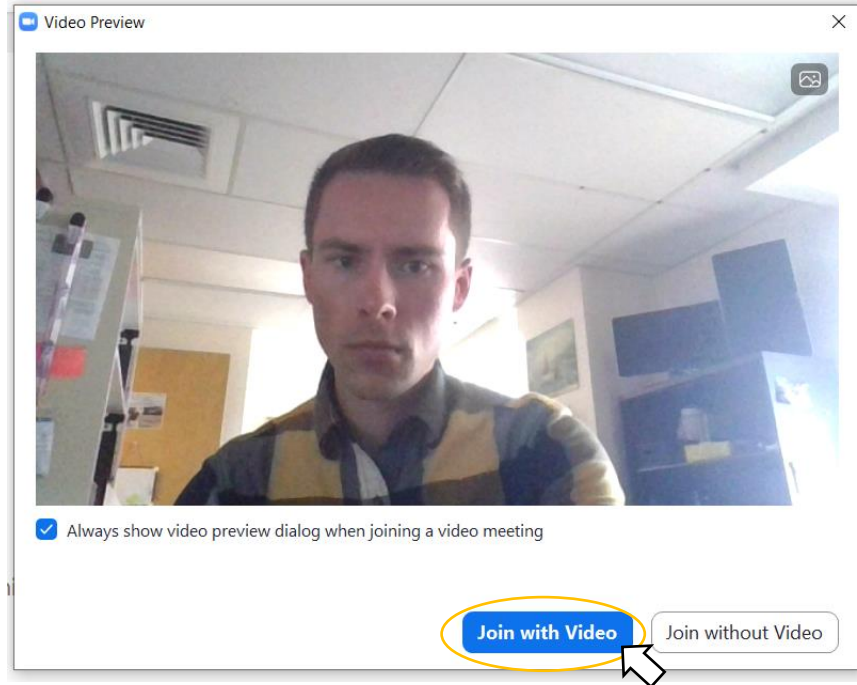 Video Preview
Always show video preview dialog when joining a video meeting
Join with Video
Join without Video